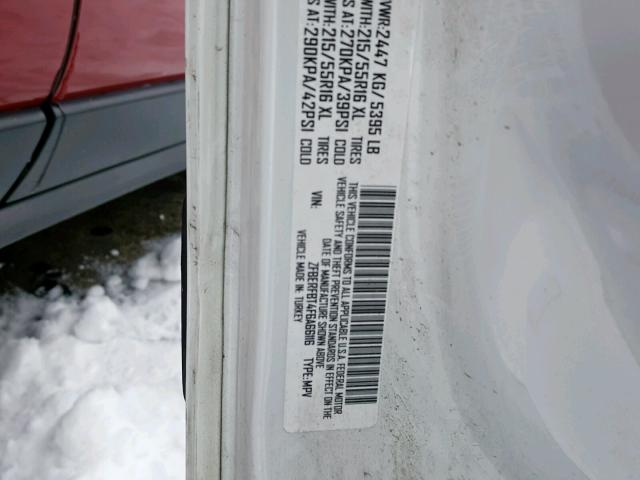 VWR: 2447 KG/ 5395 LB
WITH: 215/55R16 XL TIRES
S AT: 270KPA/39PSI COLD
WITH: 215/55R16 XL TIRES
S AT: 290KPA/42PSI COLD
THIS VEHICLE CONFORMS TO ALL APPLICABLE U.S.A. FEDERAL MOTOR
VEHICLE SAFETY AND THEFT PREVENTION STANDARDS IN EFFECT ON THE
DATE OF MANUFACTURE SHOWN ABOVE
VIN: ZFBERFBT4F6A66116 TYPE: MPV
VEHICLE MADE IN: TURKEY